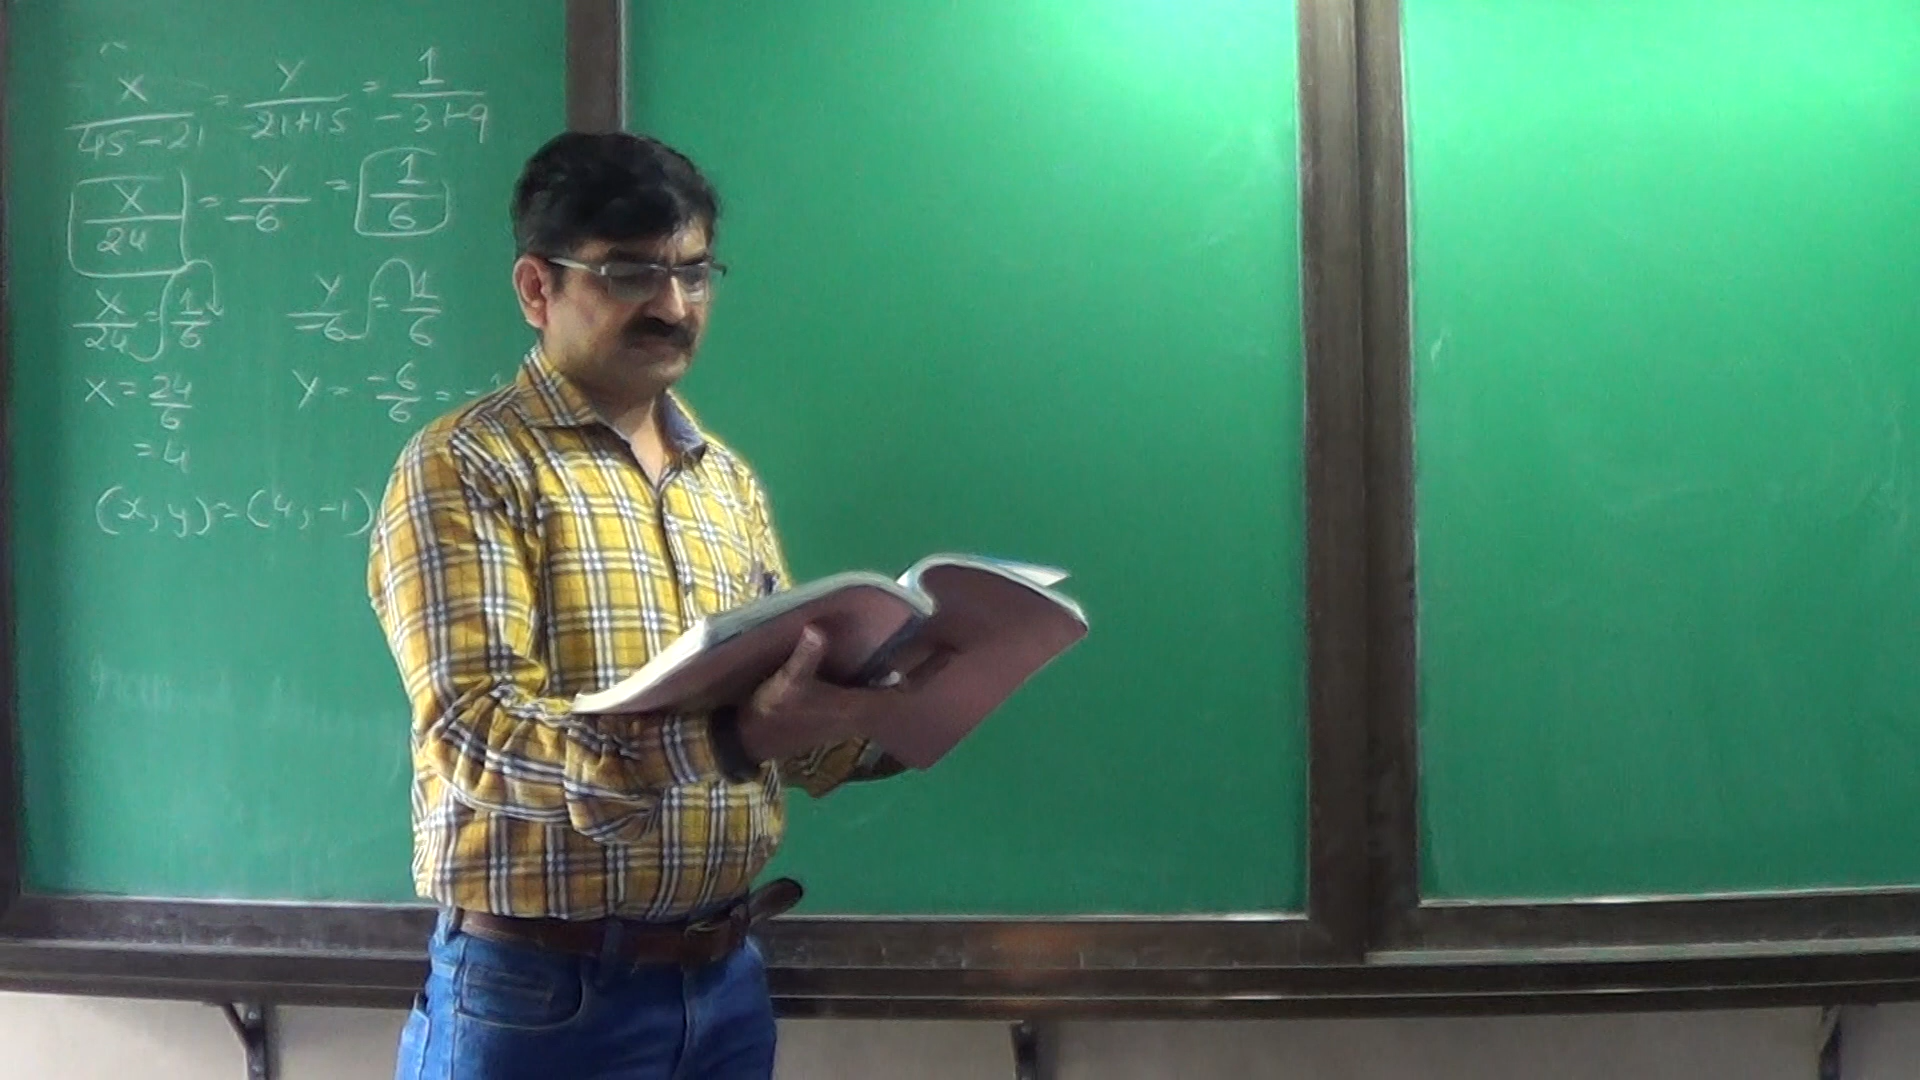 x/(45-21) = y/(-21+15) = 1/(-3+9)
x/24 = y/-6 = 1/6
x/24 = 1/6 y/-6 = 1/6
x = 24/6 y = -6/6 = -1
= 4
(x, y) = (4, -1)